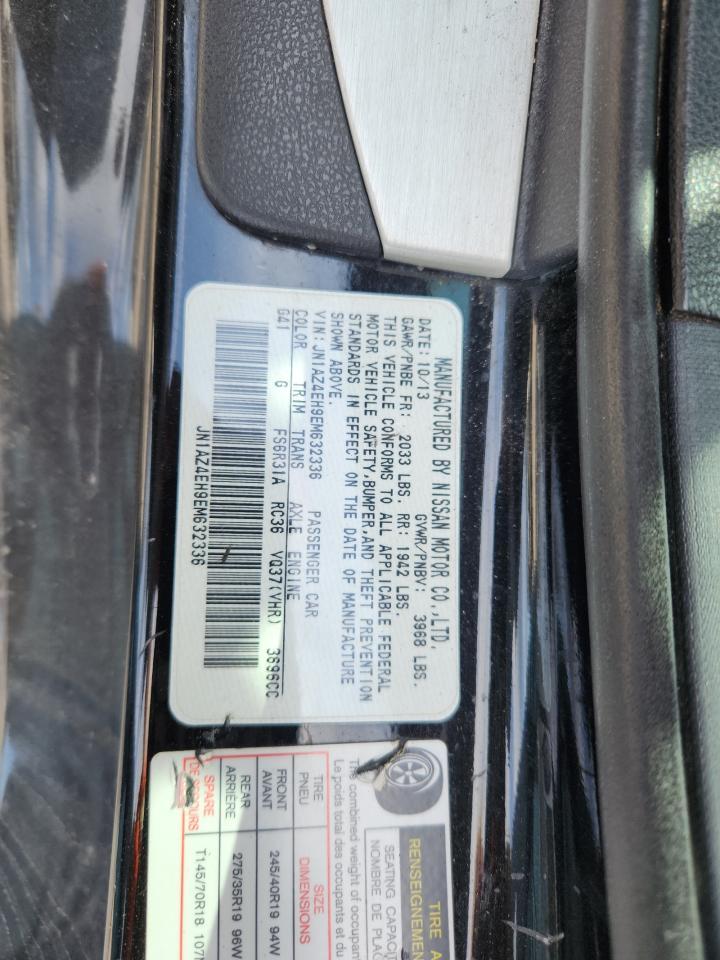 MANUFACTURED BY NISSAN MOTOR CO.,LTD.
DATE: 10/13 GVWR/PNBV: 3968 LBS.
GAWR/PNBE FR: 2033 LBS. RR: 1942 LBS.
THIS VEHICLE CONFORMS TO ALL APPLICABLE FEDERAL
MOTOR VEHICLE SAFETY,BUMPER,AND THEFT PREVENTION
STANDARDS IN EFFECT ON THE DATE OF MANUFACTURE
SHOWN ABOVE.
VIN:JN1AZ4EH9EM632336 PASSENGER CAR
COLOR TRIM TRANS AXLE ENGINE
G41 G FS6R31A RC36 VQ37(VHR) 3696CC
JN1AZ4EH9EM632336
TIRE
RENSEIGNEMEN
SEATING CAPACIT
NOMBRE DE PLAC
The combined weight of occupan
Le poids total des occupants et du
TIRE SIZE
PNEU DIMENSIONS
FRONT
AVANT 245/40R19 94W
REAR
ARRIÈRE 275/35R19 96W
SPARE
DE SECOURS T145/70R18 107